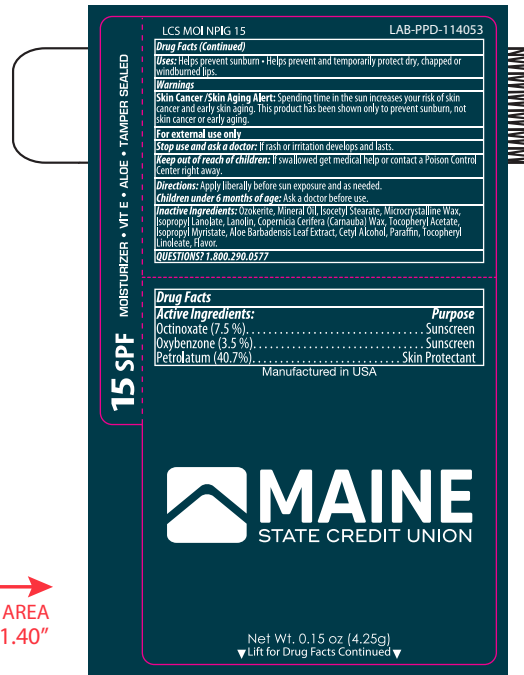 LCS MOI NPIG 15 LAB-PPD-114053
Drug Facts (Continued)
Uses: Helps prevent sunburn • Helps prevent and temporarily protect dry, chapped or
windburned lips.
Warnings
Skin Cancer /Skin Aging Alert: Spending time in the sun increases your risk of skin
cancer and early skin aging. This product has been shown only to prevent sunburn, not
skin cancer or early aging.
For external use only
Stop use and ask a doctor: If rash or irritation develops and lasts.
Keep out of reach of children: If swallowed get medical help or contact a Poison Control
Center right away.
Directions: Apply liberally before sun exposure and as needed.
Children under 6 months of age: Ask a doctor before use.
Inactive Ingredients: Ozokerite, Mineral Oil, Isocetyl Stearate, Microcrystalline Wax,
Isopropyl Lanolate, Lanolin, Copernicia Cerifera (Carnauba) Wax, Tocopheryl Acetate,
Isopropyl Myristate, Aloe Barbadensis Leaf Extract, Cetyl Alcohol, Paraffin, Tocopheryl
Linoleate, Flavor.
QUESTIONS? 1.800.290.0577
15 SPF MOISTURIZER • VIT E • ALOE • TAMPER SEALED
Drug Facts
Active Ingredients: Purpose
Octinoxate (7.5 %)............................Sunscreen
Oxybenzone (3.5 %)..........................Sunscreen
Petrolatum (40.7%)........................Skin Protectant
Manufactured in USA
MAINE
STATE CREDIT UNION
AREA
1.40”
Net Wt. 0.15 oz (4.25g)
▼Lift for Drug Facts Continued▼